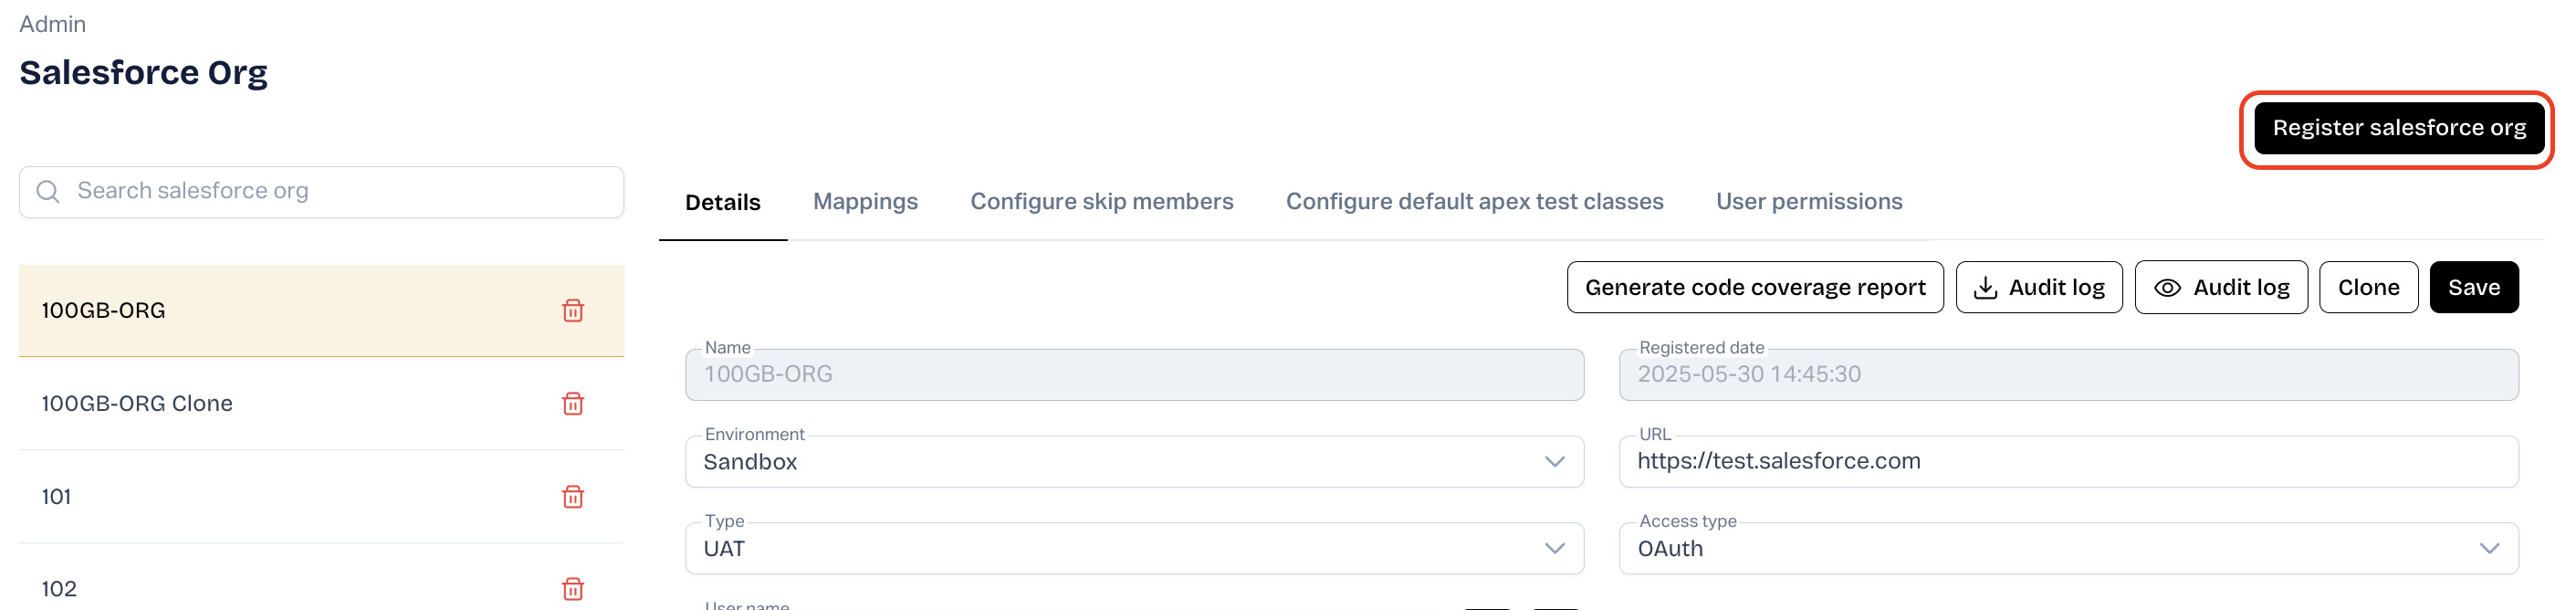 Admin
Salesforce Org
Register salesforce org
Search salesforce org
Details Mappings Configure skip members Configure default apex test classes User permissions
Generate code coverage report Audit log Audit log Clone Save
100GB-ORG
100GB-ORG Clone
101
102
Name
100GB-ORG
Registered date
2025-05-30 14:45:30
Environment
Sandbox
URL
https://test.salesforce.com
Type
UAT
Access type
OAuth
User name